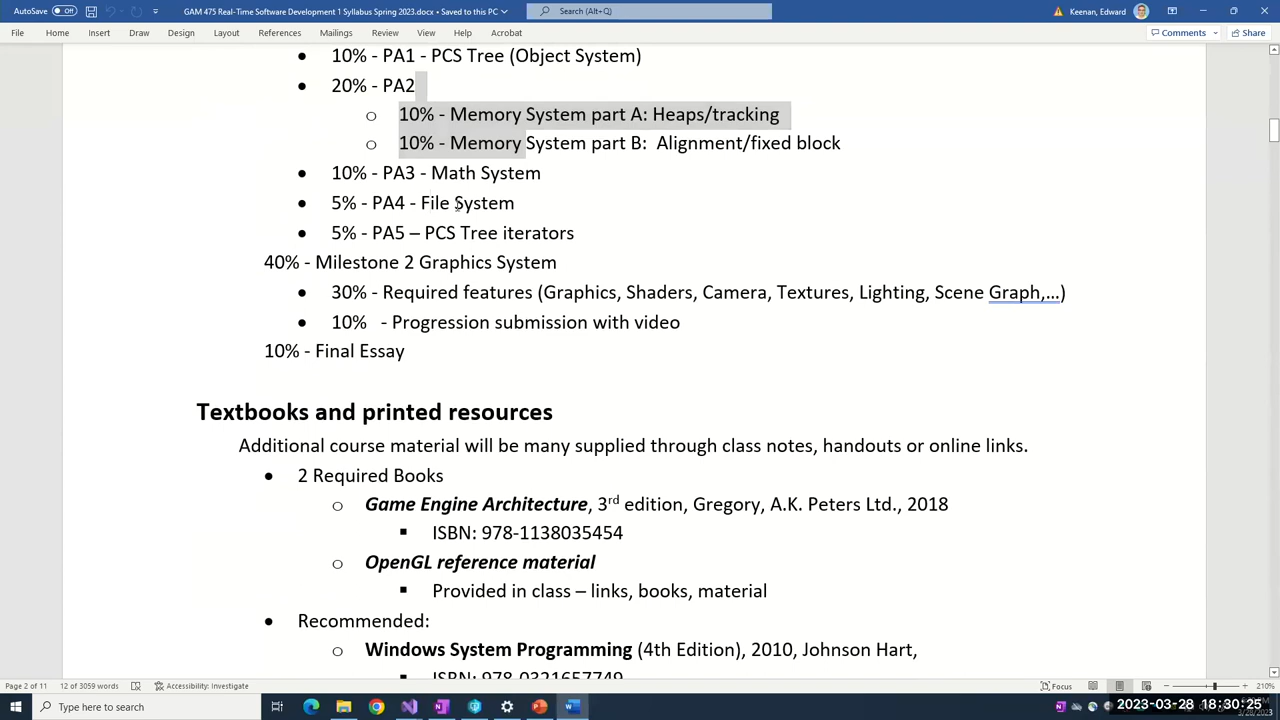 AutoSave Off GAM 475 Real-Time Software Development 1 Syllabus Spring 2023.docx • Saved to this PC Search (Alt+Q) Keenan, Edward
File Home Insert Draw Design Layout References Mailings Review View Help Acrobat Comments Share
• 10% - PA1 - PCS Tree (Object System)
• 20% - PA2
o 10% - Memory System part A: Heaps/tracking
o 10% - Memory System part B: Alignment/fixed block
• 10% - PA3 - Math System
• 5% - PA4 - File System
• 5% - PA5 – PCS Tree iterators
40% - Milestone 2 Graphics System
• 30% - Required features (Graphics, Shaders, Camera, Textures, Lighting, Scene Graph,...)
• 10% - Progression submission with video
10% - Final Essay
Textbooks and printed resources
Additional course material will be many supplied through class notes, handouts or online links.
• 2 Required Books
o Game Engine Architecture, 3rd edition, Gregory, A.K. Peters Ltd., 2018
▪ ISBN: 978-1138035454
o OpenGL reference material
▪ Provided in class – links, books, material
• Recommended:
o Windows System Programming (4th Edition), 2010, Johnson Hart,
▪ ISBN: 978-0321657749
Page 2 of 11 12 of 3059 words Accessibility: Investigate Focus 210%
Type here to search 2023-03-28 18:30:25